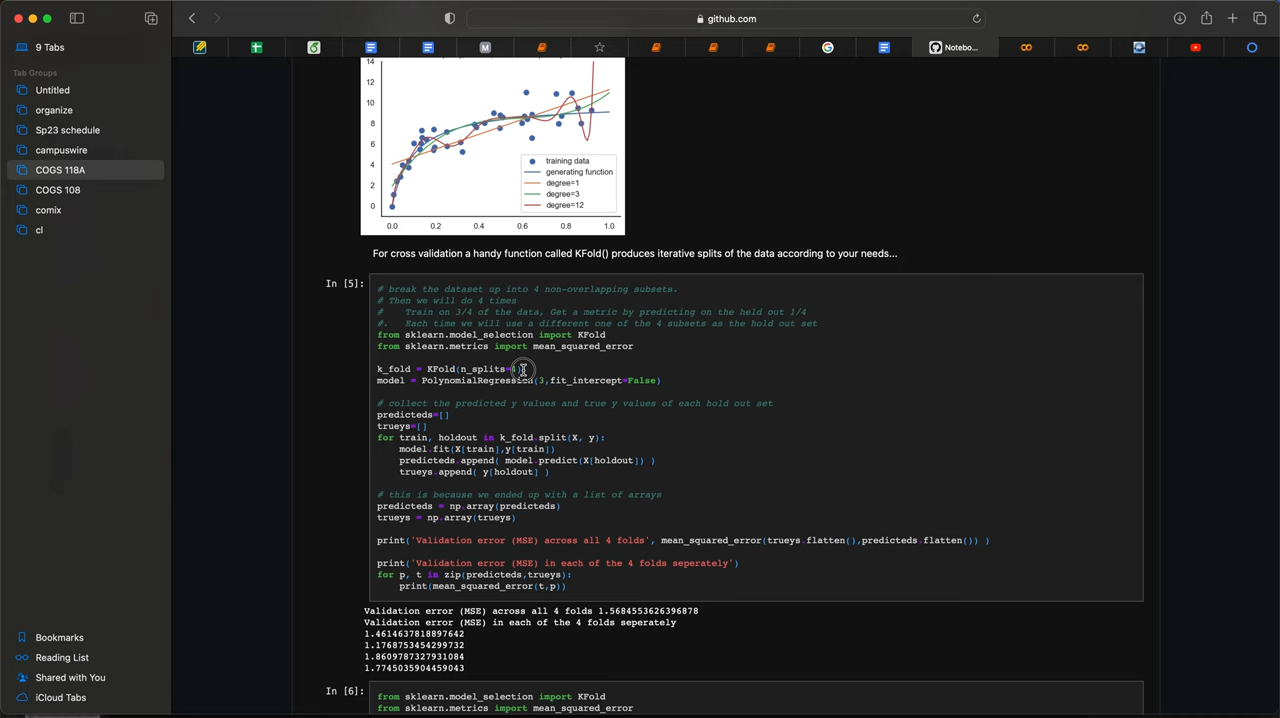 github.com
9 Tabs
M
Notebo...
Tab Groups
Untitled
organize
Sp23 schedule
campuswire
COGS 118A
COGS 108
comix
cl
Bookmarks
Reading List
Shared with You
iCloud Tabs
14
12
10
8
6
4
2
0
0.0 0.2 0.4 0.6 0.8 1.0
training data
generating function
degree=1
degree=3
degree=12
For cross validation a handy function called KFold() produces iterative splits of the data according to your needs...
In [5]:
# break the dataset up into 4 non-overlapping subsets.
# Then we will do 4 times
#    Train on 3/4 of the data, Get a metric by predicting on the held out 1/4
#.   Each time we will use a different one of the 4 subsets as the hold out set
from sklearn.model_selection import KFold
from sklearn.metrics import mean_squared_error
k_fold = KFold(n_splits=4)
model = PolynomialRegression(3,fit_intercept=False)
# collect the predicted y values and true y values of each hold out set
predicteds=[]
trueys=[]
for train, holdout in k_fold.split(X, y):
    model.fit(X[train],y[train])
    predicteds.append( model.predict(X[holdout]) )
    trueys.append( y[holdout] )
# this is because we ended up with a list of arrays
predicteds = np.array(predicteds)
trueys = np.array(trueys)
print('Validation error (MSE) across all 4 folds', mean_squared_error(trueys.flatten(),predicteds.flatten()) )
print('Validation error (MSE) in each of the 4 folds seperately')
for p, t in zip(predicteds,trueys):
    print(mean_squared_error(t,p))
Validation error (MSE) across all 4 folds 1.5684553626396878
Validation error (MSE) in each of the 4 folds seperately
1.4614637818897642
1.1768753454299732
1.8609787327931084
1.7745035904459043
In [6]:
from sklearn.model_selection import KFold
from sklearn.metrics import mean_squared_error